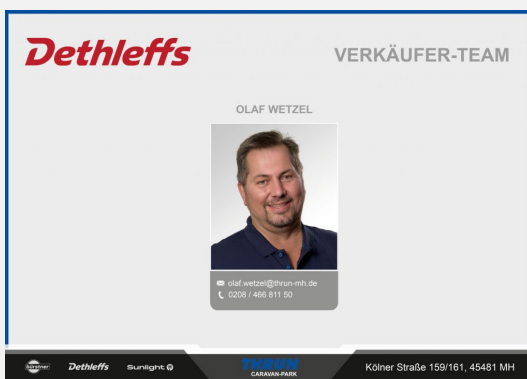 Dethleffs
VERKÄUFER-TEAM
OLAF WETZEL
olaf.wetzel@thrun-mh.de
0208 / 466 811 50
bürstner
Dethleffs
Sunlight
THRUN
CARAVAN-PARK
Kölner Straße 159/161, 45481 MH